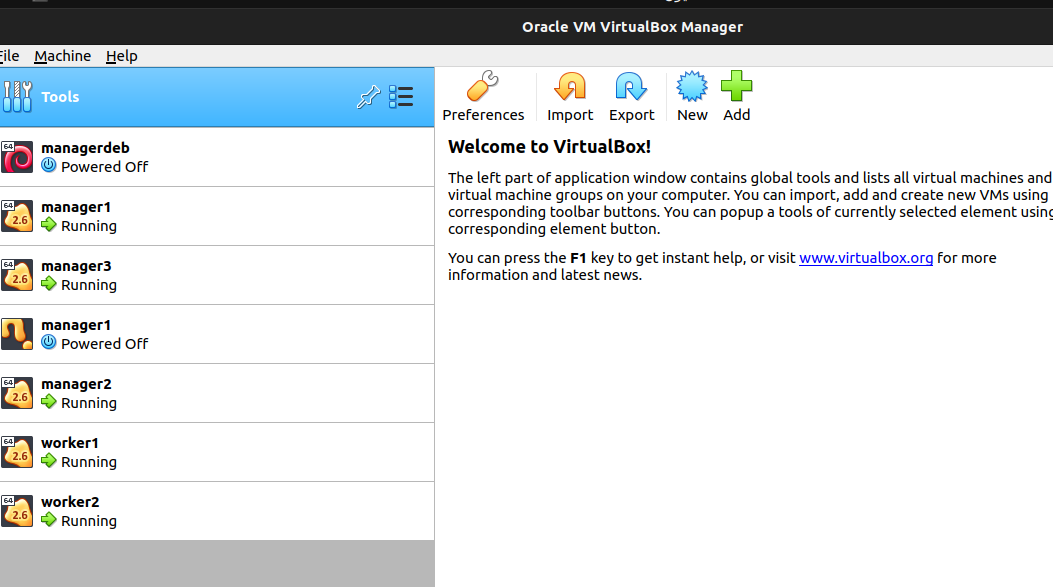 Oracle VM VirtualBox Manager
File Machine Help
Tools
Preferences Import Export New Add
64 managerdeb
Powered Off
64 2.6 manager1
Running
64 2.6 manager3
Running
manager1
Powered Off
64 2.6 manager2
Running
64 2.6 worker1
Running
64 2.6 worker2
Running
Welcome to VirtualBox!
The left part of application window contains global tools and lists all virtual machines and
virtual machine groups on your computer. You can import, add and create new VMs using
corresponding toolbar buttons. You can popup a tools of currently selected element using
corresponding element button.
You can press the F1 key to get instant help, or visit www.virtualbox.org for more
information and latest news.